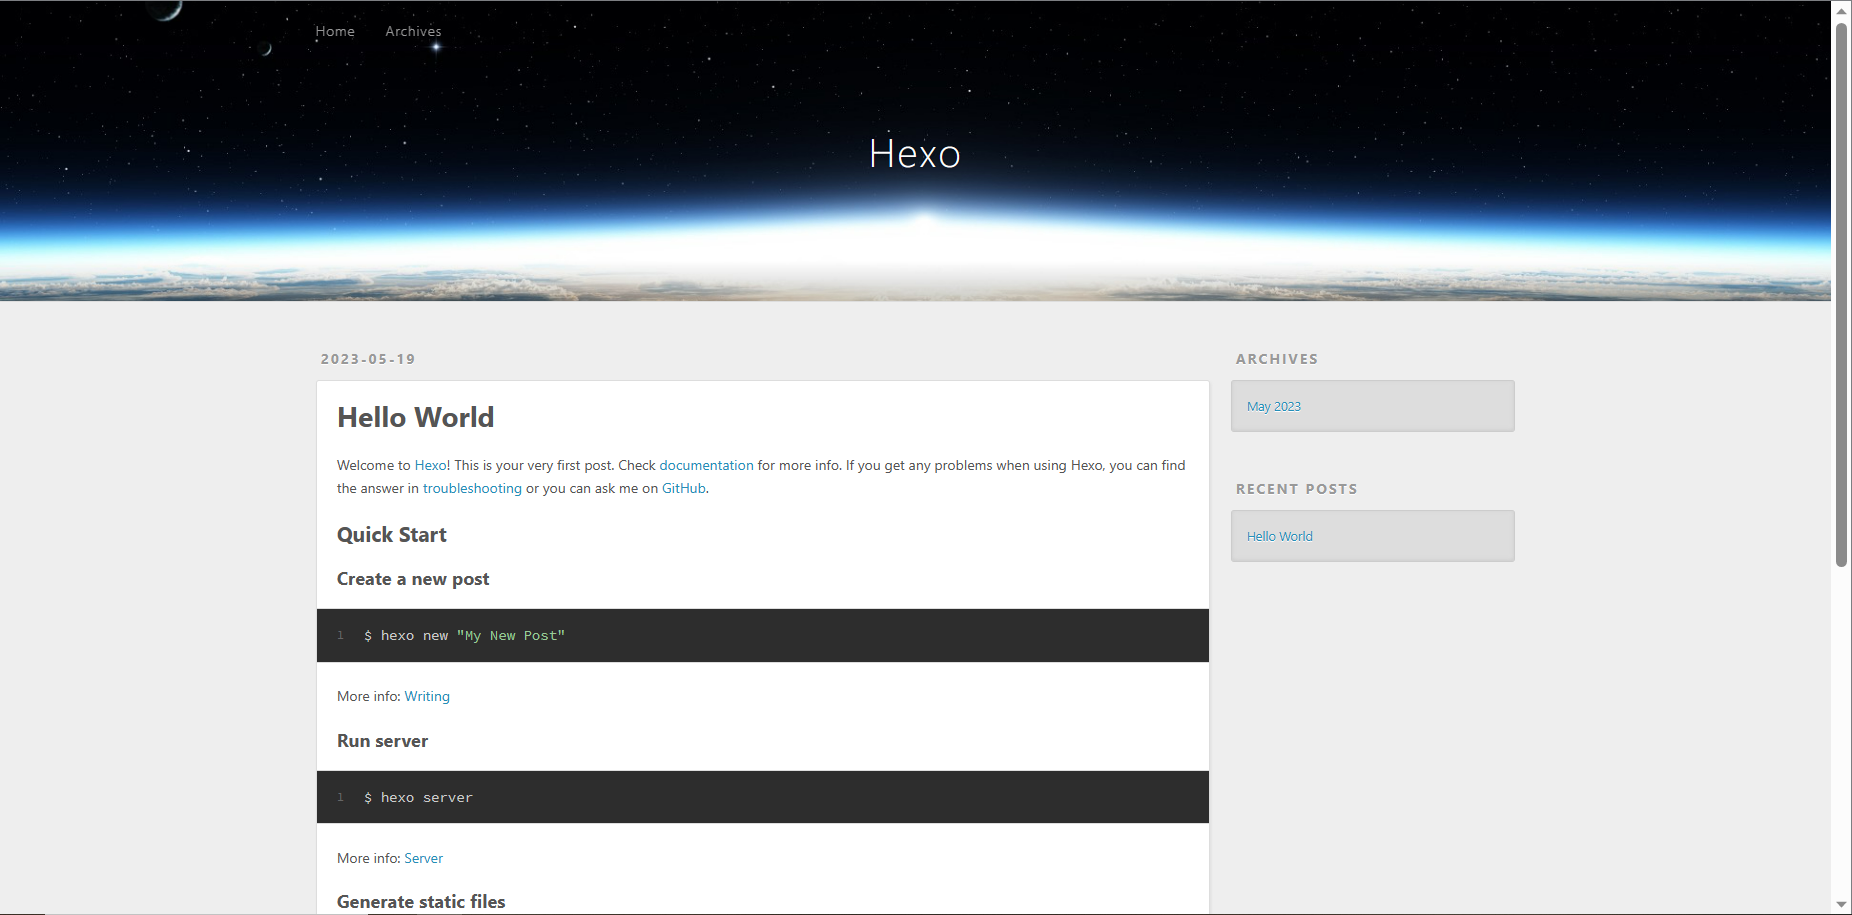 Home Archives
Hexo
2023-05-19
Hello World
Welcome to Hexo! This is your very first post. Check documentation for more info. If you get any problems when using Hexo, you can find
the answer in troubleshooting or you can ask me on GitHub.
Quick Start
Create a new post
1 $ hexo new "My New Post"
More info: Writing
Run server
1 $ hexo server
More info: Server
Generate static files
ARCHIVES
May 2023
RECENT POSTS
Hello World